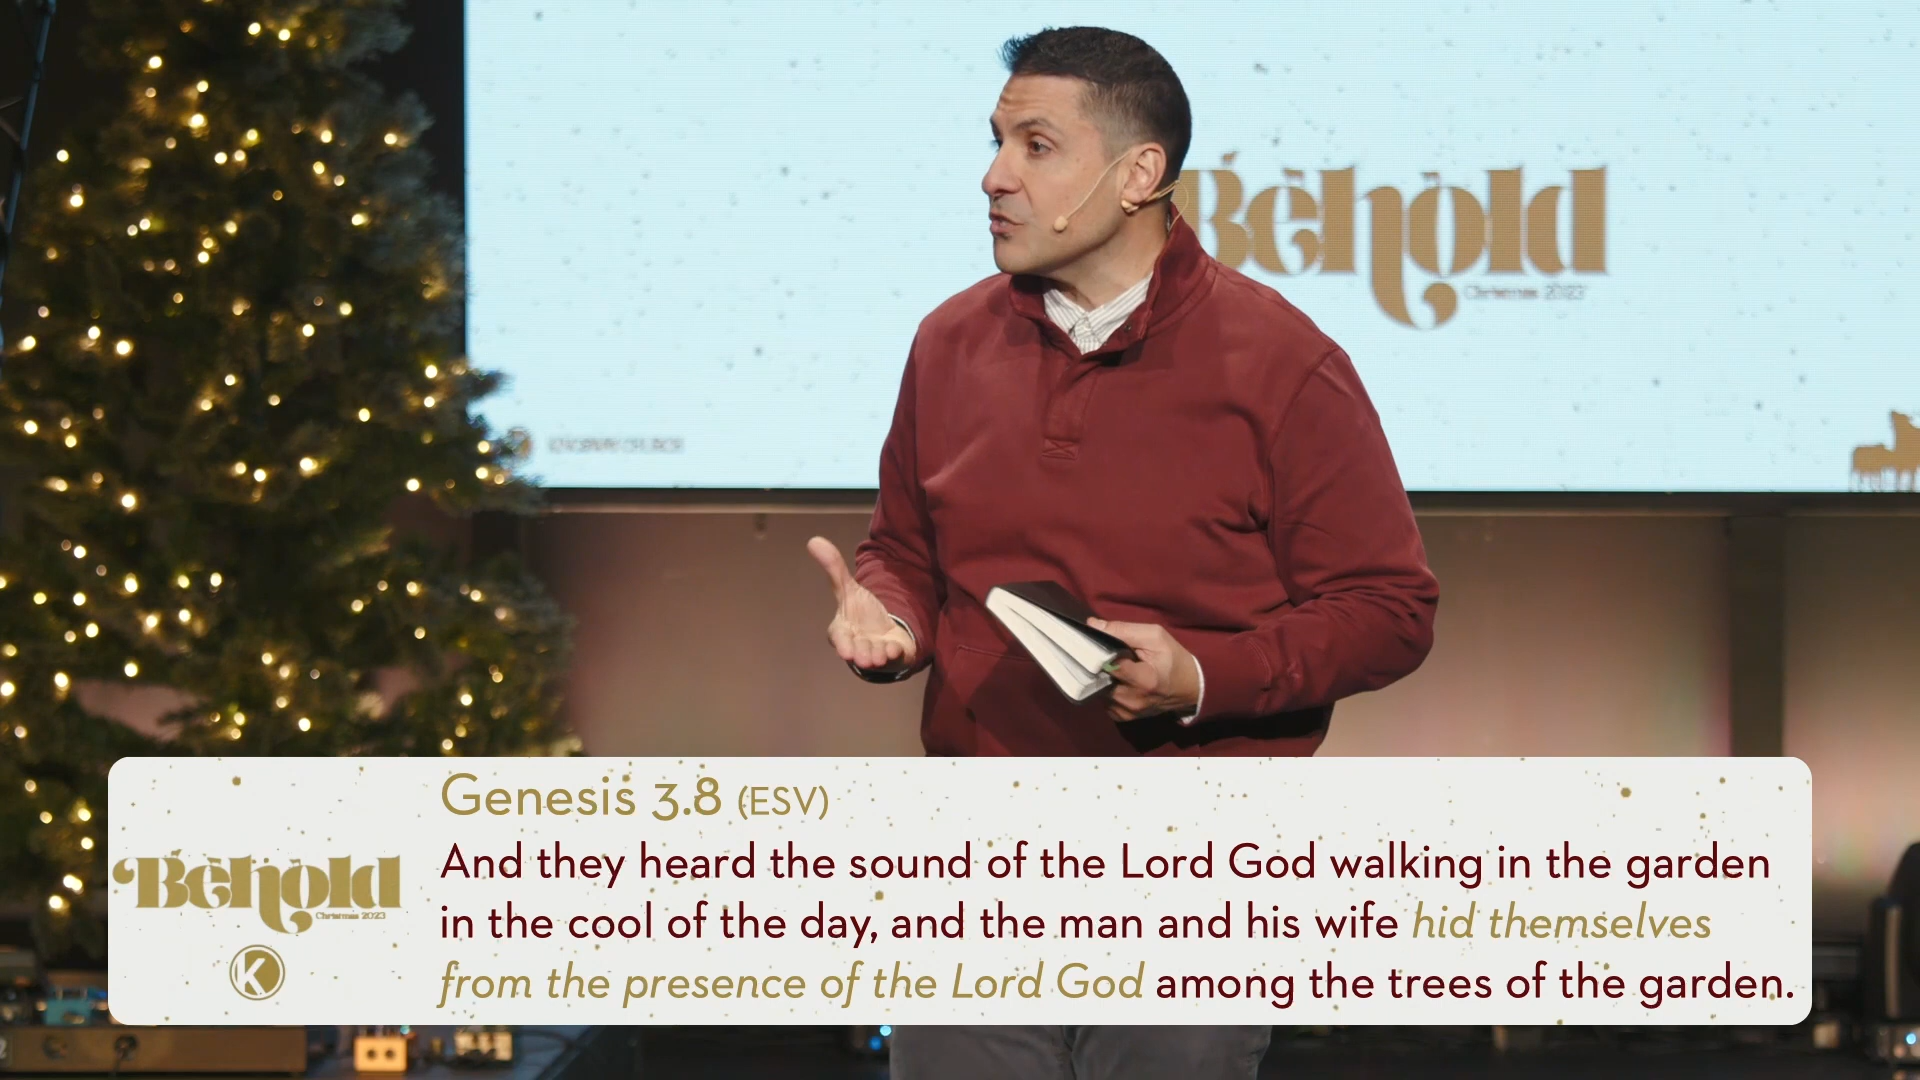 Behold
Christmas 2023
Genesis 3.8 (ESV)
And they heard the sound of the Lord God walking in the garden
in the cool of the day, and the man and his wife hid themselves
from the presence of the Lord God among the trees of the garden.
Behold
Christmas 2023
K